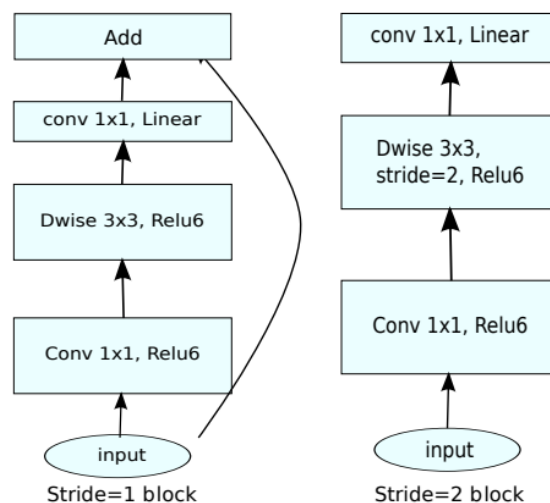 Add
conv 1x1, Linear
Dwise 3x3, Relu6
Conv 1x1, Relu6
input
Stride=1 block
conv 1x1, Linear
Dwise 3x3,
stride=2, Relu6
Conv 1x1, Relu6
input
Stride=2 block